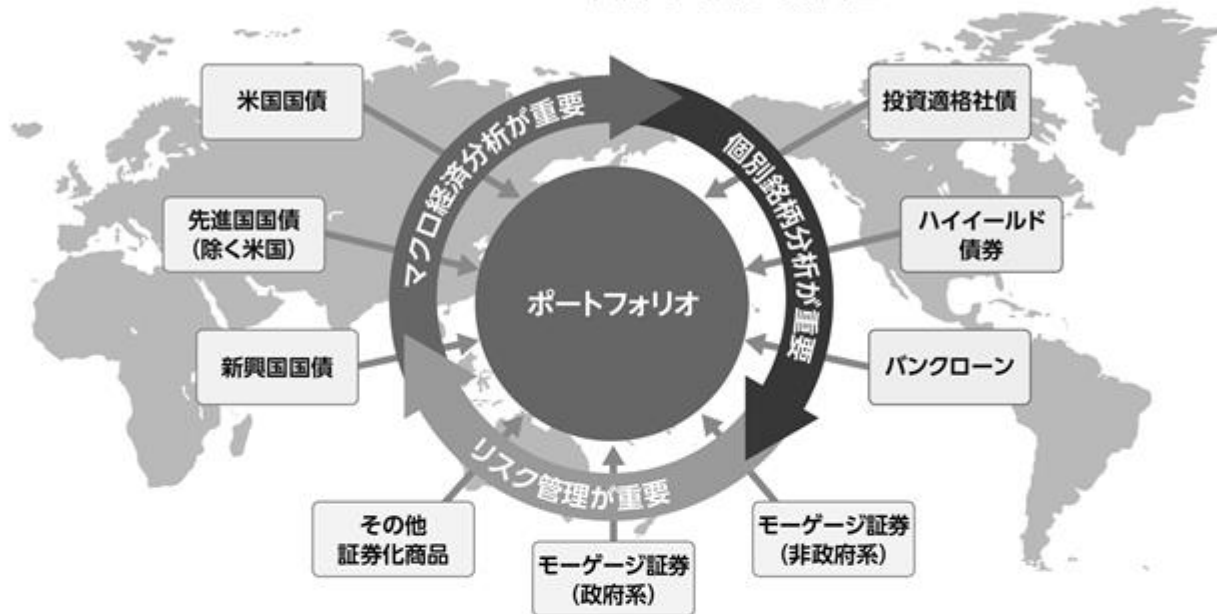 米国国債
先進国国債
（除く米国）
新興国国債
その他
証券化商品
モーゲージ証券
（政府系）
モーゲージ証券
（非政府系）
バンクローン
ハイイールド
債券
投資適格社債
マクロ経済分析が重要
個別銘柄分析が重要
リスク管理が重要
ポートフォリオ